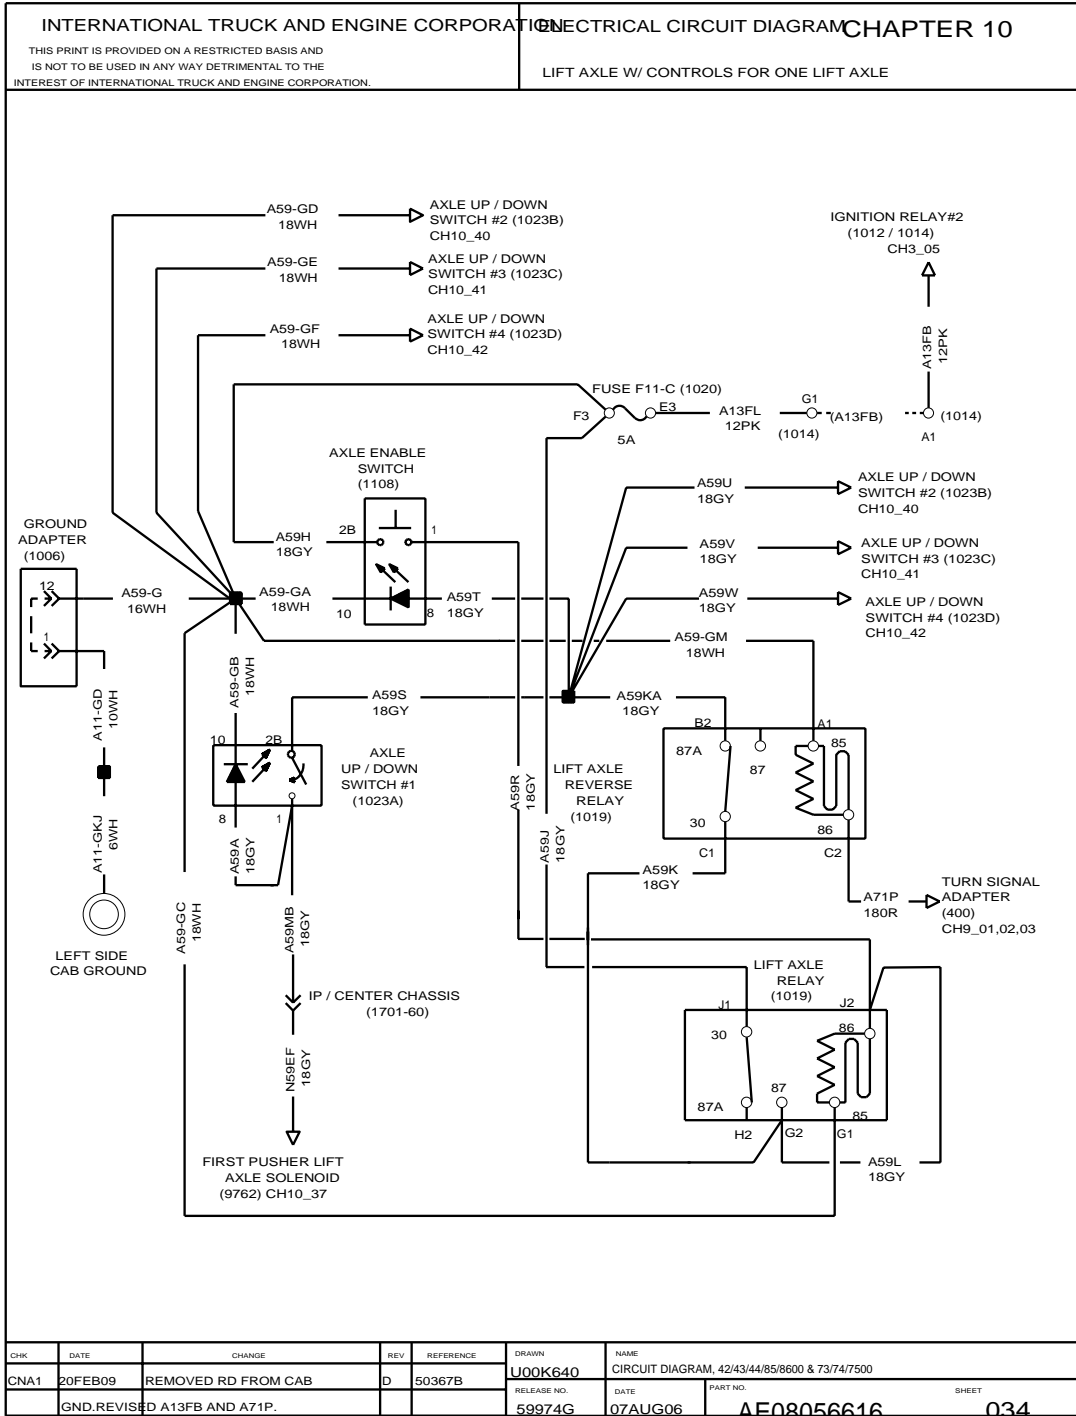 INTERNATIONAL TRUCK AND ENGINE CORPORATION
ELECTRICAL CIRCUIT DIAGRAM
CHAPTER 10
THIS PRINT IS PROVIDED ON A RESTRICTED BASIS AND
IS NOT TO BE USED IN ANY WAY DETRIMENTAL TO THE
INTEREST OF INTERNATIONAL TRUCK AND ENGINE CORPORATION.
LIFT AXLE W/ CONTROLS FOR ONE LIFT AXLE
A59-GD
18WH
AXLE UP / DOWN
SWITCH #2 (1023B)
CH10_40
A59-GE
18WH
AXLE UP / DOWN
SWITCH #3 (1023C)
CH10_41
A59-GF
18WH
AXLE UP / DOWN
SWITCH #4 (1023D)
CH10_42
IGNITION RELAY#2
(1012 / 1014)
CH3_05
A13FB
12PK
FUSE F11-C (1020)
F3
E3
5A
A13FL
12PK
G1
(1014)
(A13FB)
(1014)
A1
AXLE ENABLE
SWITCH
(1108)
A59H
18GY
2B
1
A59-GA
18WH
10
8
A59T
18GY
A59U
18GY
AXLE UP / DOWN
SWITCH #2 (1023B)
CH10_40
A59V
18GY
AXLE UP / DOWN
SWITCH #3 (1023C)
CH10_41
A59W
18GY
AXLE UP / DOWN
SWITCH #4 (1023D)
CH10_42
GROUND
ADAPTER
(1006)
12
1
A59-G
16WH
A59-GM
18WH
A11-GD
10WH
A11-GKJ
6WH
LEFT SIDE
CAB GROUND
A59-GB
18WH
A59S
18GY
A59KA
18GY
10
2B
AXLE
UP / DOWN
SWITCH #1
(1023A)
8
1
A59A
18GY
A59-GC
18WH
A59MB
18GY
IP / CENTER CHASSIS
(1701-60)
N59EF
18GY
FIRST PUSHER LIFT
AXLE SOLENOID
(9762) CH10_37
A59R
18GY
A59J
18GY
LIFT AXLE
REVERSE
RELAY
(1019)
B2
A1
87A
87
85
30
86
C1
C2
A59K
18GY
A71P
180R
TURN SIGNAL
ADAPTER
(400)
CH9_01,02,03
LIFT AXLE
RELAY
(1019)
J1
J2
30
86
87
87A
85
H2
G2
G1
A59L
18GY
CHK
DATE
CHANGE
REV
REFERENCE
DRAWN
NAME
CNA1
20FEB09
REMOVED RD FROM CAB
D
50367B
U00K640
CIRCUIT DIAGRAM, 42/43/44/85/8600 & 73/74/7500
GND.REVISED A13FB AND A71P.
RELEASE NO.
DATE
PART NO.
SHEET
59974G
07AUG06
AE08056616
034